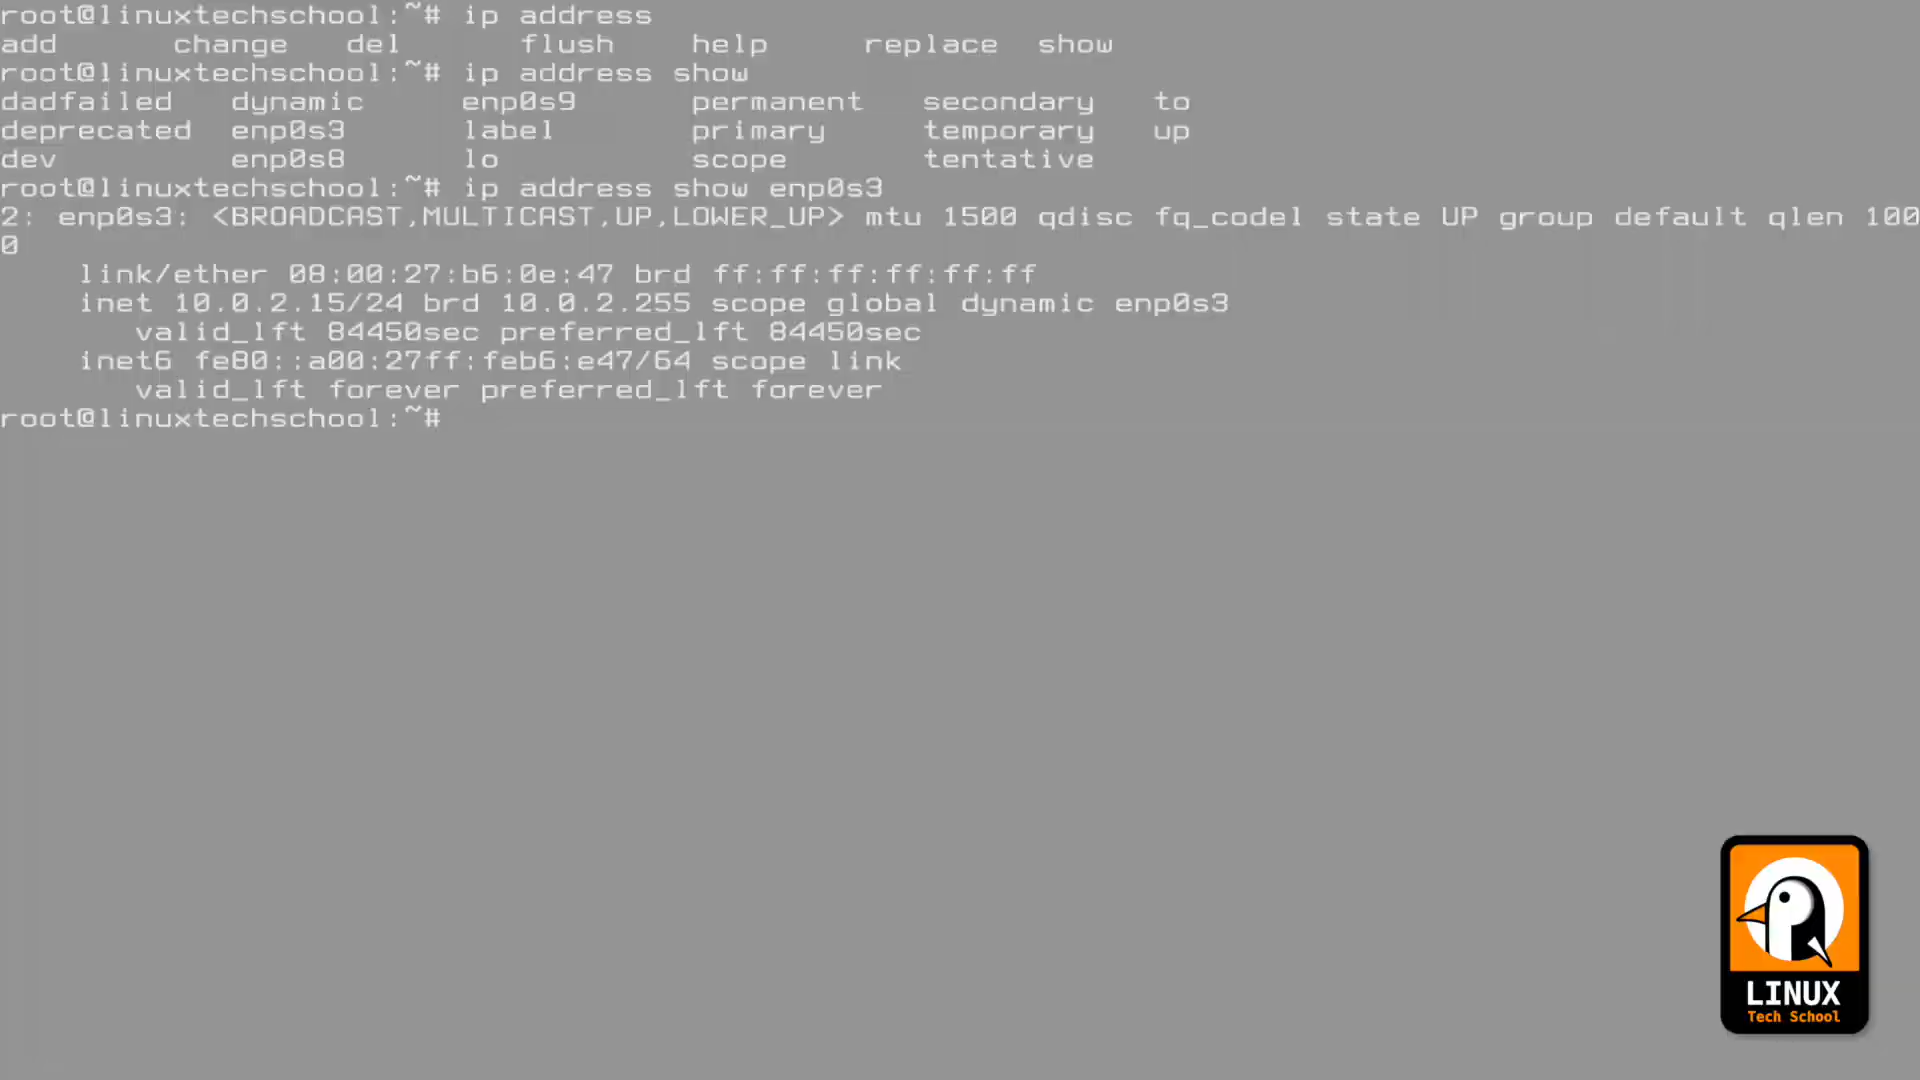 root@linuxtechschool:~# ip address
add change del flush help replace show
root@linuxtechschool:~# ip address show
dadfailed dynamic enp0s9 permanent secondary to
deprecated enp0s3 label primary temporary up
dev enp0s8 lo scope tentative
root@linuxtechschool:~# ip address show enp0s3
2: enp0s3: <BROADCAST,MULTICAST,UP,LOWER_UP> mtu 1500 qdisc fq_codel state UP group default qlen 100
0
link/ether 08:00:27:b6:0e:47 brd ff:ff:ff:ff:ff:ff
inet 10.0.2.15/24 brd 10.0.2.255 scope global dynamic enp0s3
valid_lft 84450sec preferred_lft 84450sec
inet6 fe80::a00:27ff:feb6:e47/64 scope link
valid_lft forever preferred_lft forever
root@linuxtechschool:~#
LINUX
Tech School